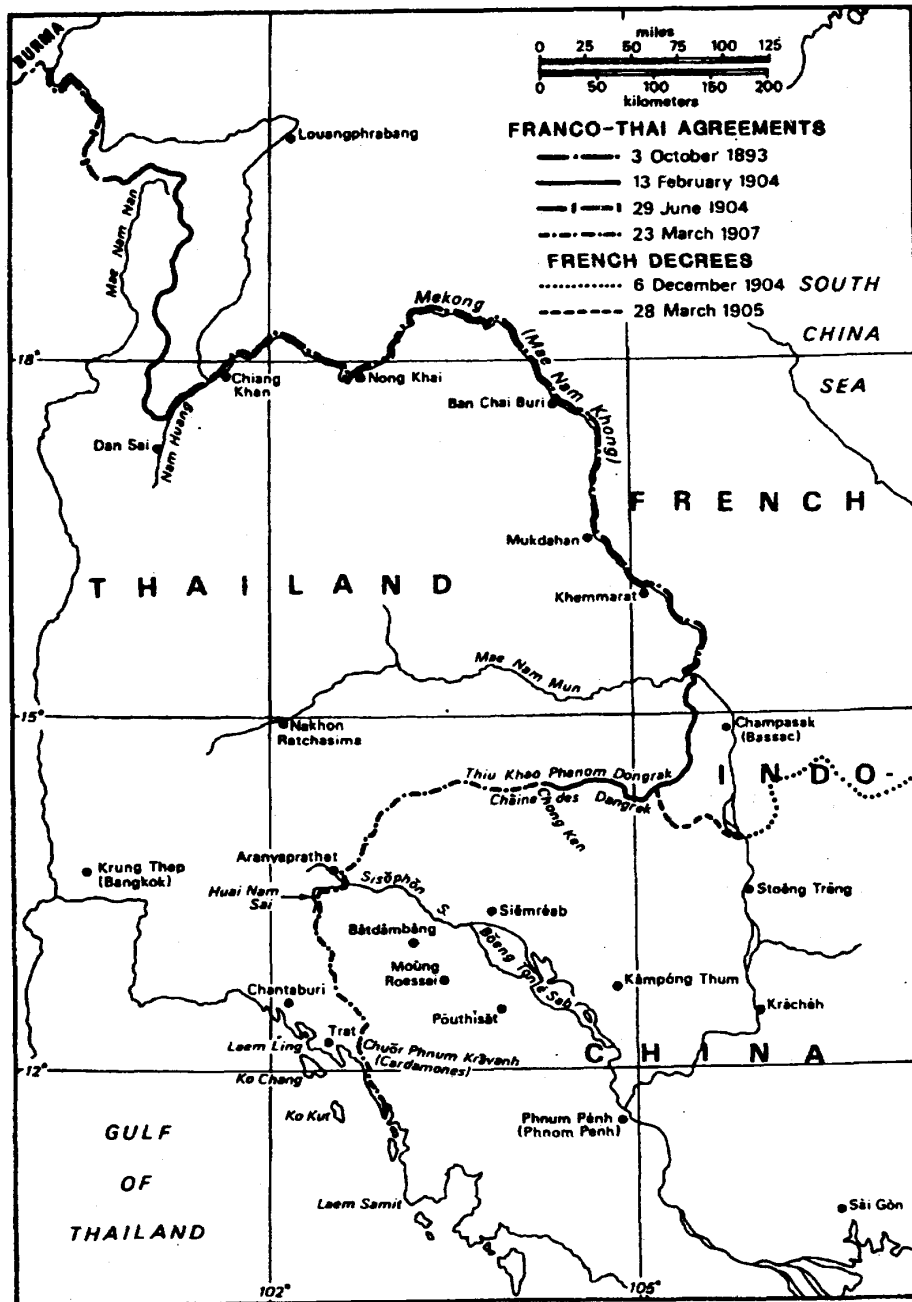 BURMA
miles
0 25 50 75 100 125
0 50 100 150 200
kilometers
FRANCO-THAI AGREEMENTS
3 October 1893
13 February 1904
29 June 1904
23 March 1907
FRENCH DECREES
6 December 1904
28 March 1905
SOUTH
CHINA
SEA
Louangphrabang
Mae Nam Nan
Mekong
(Mae Nam Khong)
18°
Chiang
Khan
Nong Khai
Ban Chai Buri
Dan Sai
Nam Huang
FRENCH
Mukdahan
THAILAND
Khemmarat
Mae Nam Mun
15°
Nakhon
Ratchasima
Champasak
(Bassac)
Thiu Khao Phanom Dongrak
Chaîne des Dangrek
INDO-
Chong Ken
Aranyaprathet
Krung Thep
(Bangkok)
Huai Nam
Sai
Sisŏphŏn
St
Siĕmréab
Stoĕng Trĕng
Bătdâmbâng
Bŏeng Tônlé Sab
Moŭng
Roessei
Kâmpóng Thum
Chantaburi
Poŭthĭsăt
Krâchéh
Trat
Laem Ling
Chuŏr Phnum Krâvanh
(Cardamones)
CHINA
12°
Ko Chang
Ko Kut
Phnum Pénh
(Phnom Penh)
GULF
OF
THAILAND
Laem Samit
Sài Gòn
102°
105°